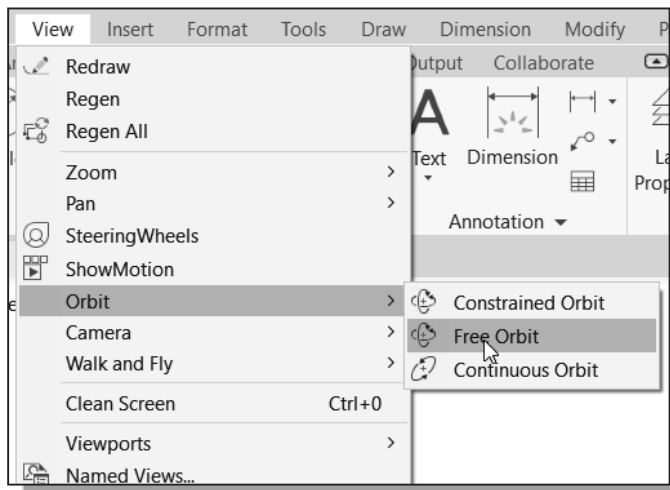 View Insert Format Tools Draw Dimension Modify
Output Collaborate
Redraw
Regen
Regen All
Zoom
Pan
SteeringWheels
ShowMotion
Orbit
Camera
Walk and Fly
Clean Screen Ctrl+0
Viewports
Named Views...
A
Text Dimension
Annotation
Constrained Orbit
Free Orbit
Continuous Orbit